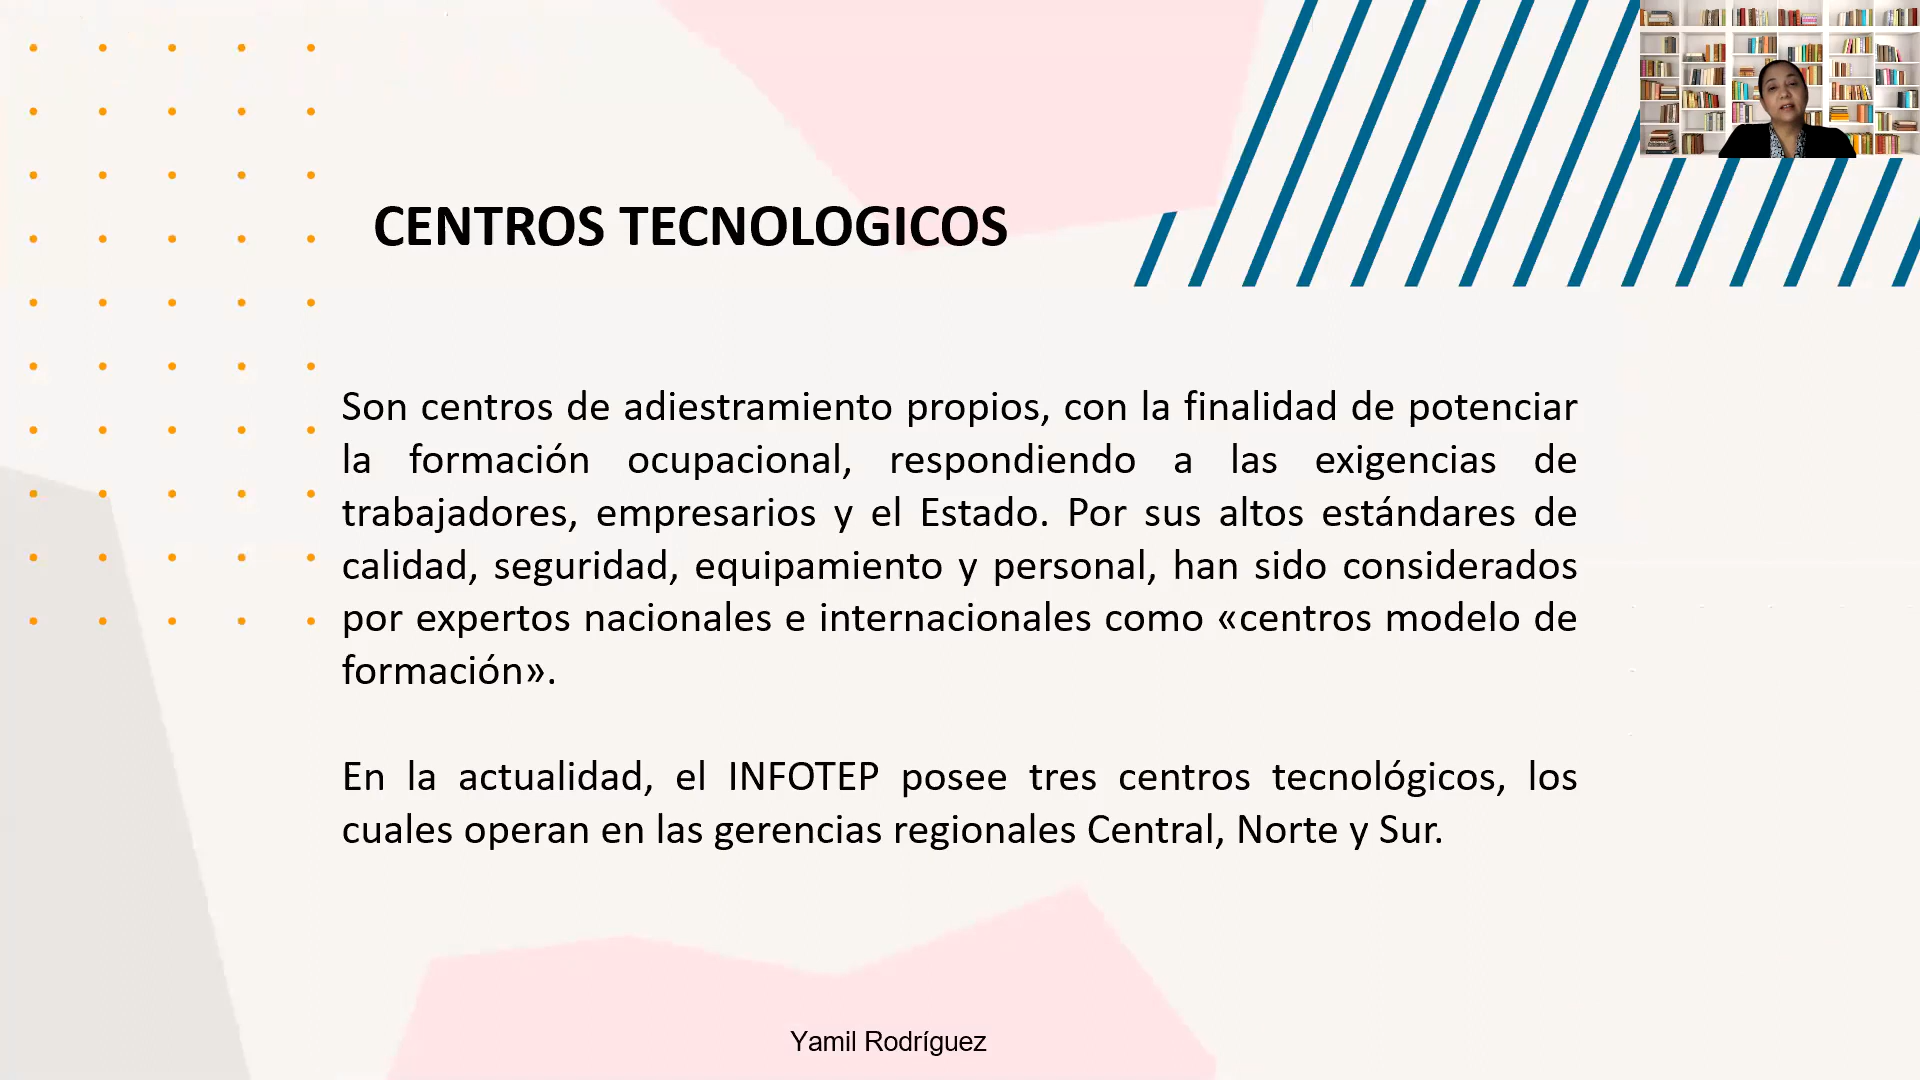 CENTROS TECNOLOGICOS
Son centros de adiestramiento propios, con la finalidad de potenciar
la formación ocupacional, respondiendo a las exigencias de
trabajadores, empresarios y el Estado. Por sus altos estándares de
calidad, seguridad, equipamiento y personal, han sido considerados
por expertos nacionales e internacionales como «centros modelo de
formación».
En la actualidad, el INFOTEP posee tres centros tecnológicos, los
cuales operan en las gerencias regionales Central, Norte y Sur.
Yamil Rodríguez